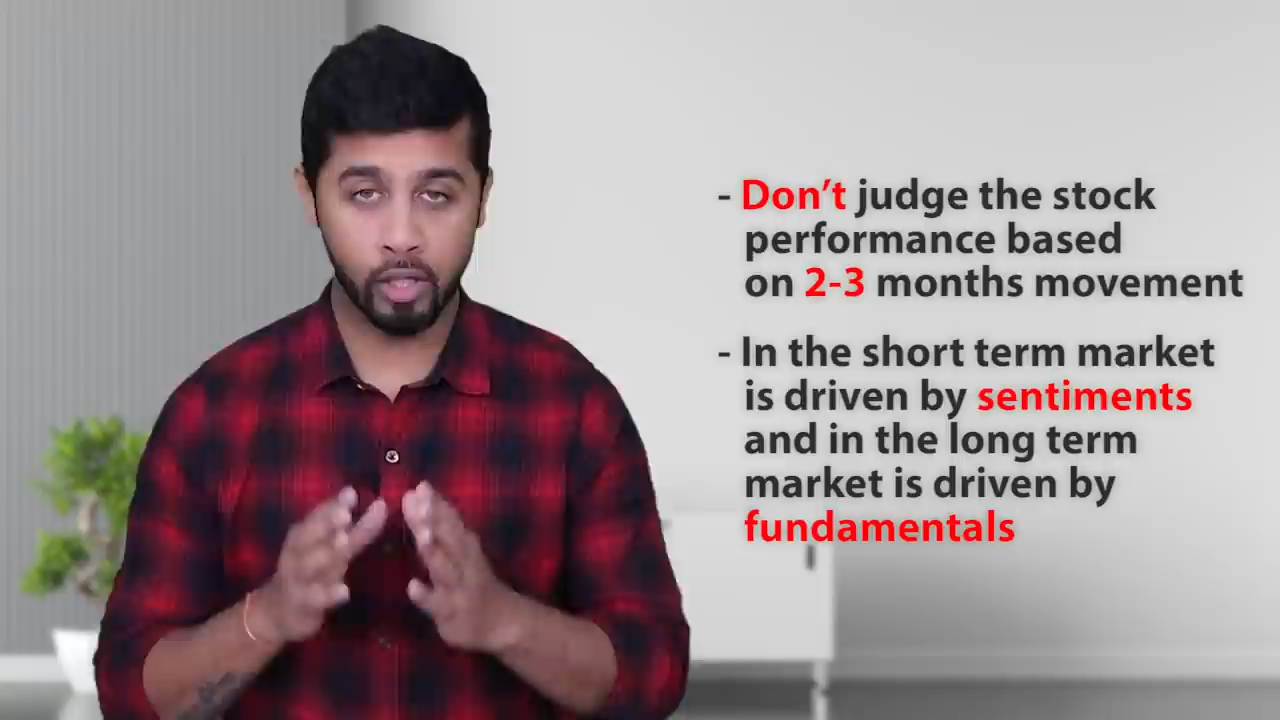 - Don't judge the stock
performance based
on 2-3 months movement
- In the short term market
is driven by sentiments
and in the long term
market is driven by
fundamentals